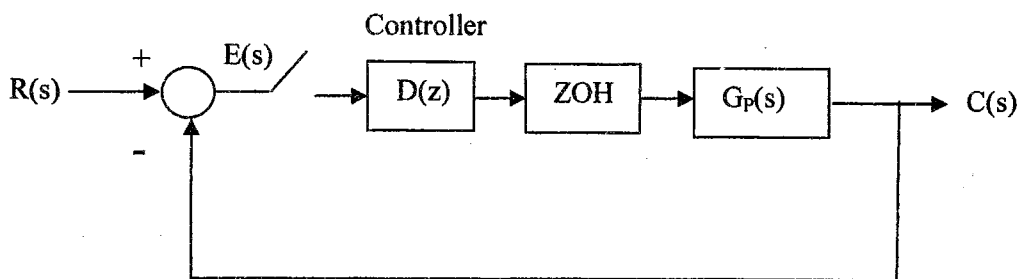 Controller
+ E(s)
R(s) D(z) ZOH G_P(s) C(s)
-